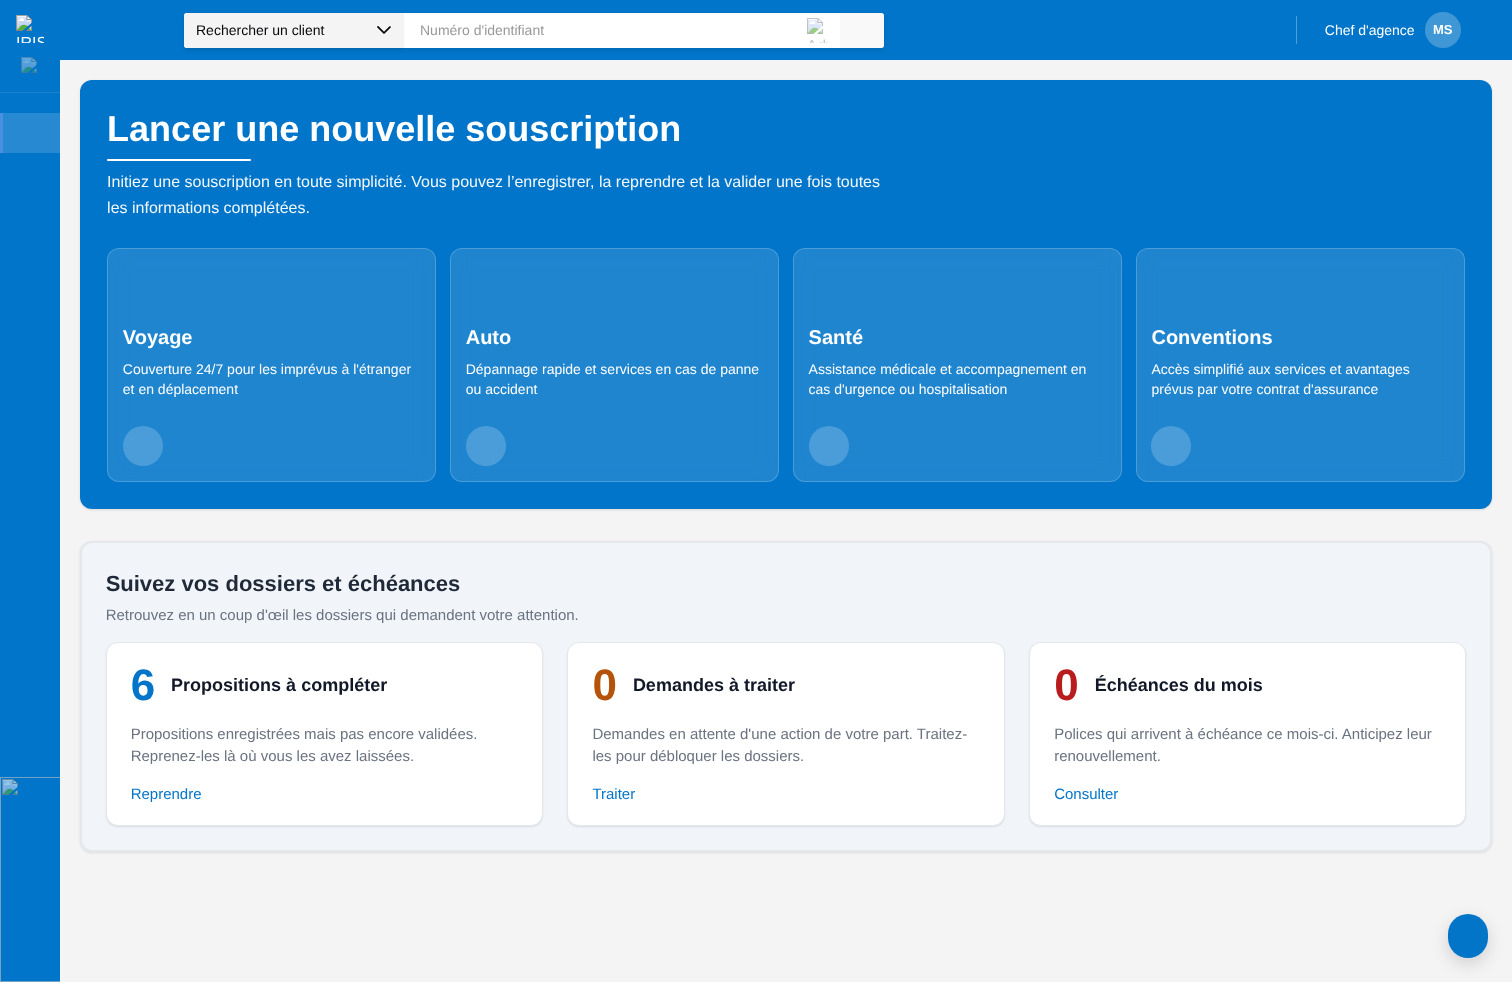 Rechercher un client
Numéro d'identifiant
Chef d'agence
MS
Lancer une nouvelle souscription
Initiez une souscription en toute simplicité. Vous pouvez l’enregistrer, la reprendre et la valider une fois toutes
les informations complétées.
Voyage
Couverture 24/7 pour les imprévus à l'étranger
et en déplacement
Auto
Dépannage rapide et services en cas de panne
ou accident
Santé
Assistance médicale et accompagnement en
cas d'urgence ou hospitalisation
Conventions
Accès simplifié aux services et avantages
prévus par votre contrat d'assurance
Suivez vos dossiers et échéances
Retrouvez en un coup d'œil les dossiers qui demandent votre attention.
6 Propositions à compléter
Propositions enregistrées mais pas encore validées.
Reprenez-les là où vous les avez laissées.
Reprendre
0 Demandes à traiter
Demandes en attente d'une action de votre part. Traitez-
les pour débloquer les dossiers.
Traiter
0 Échéances du mois
Polices qui arrivent à échéance ce mois-ci. Anticipez leur
renouvellement.
Consulter